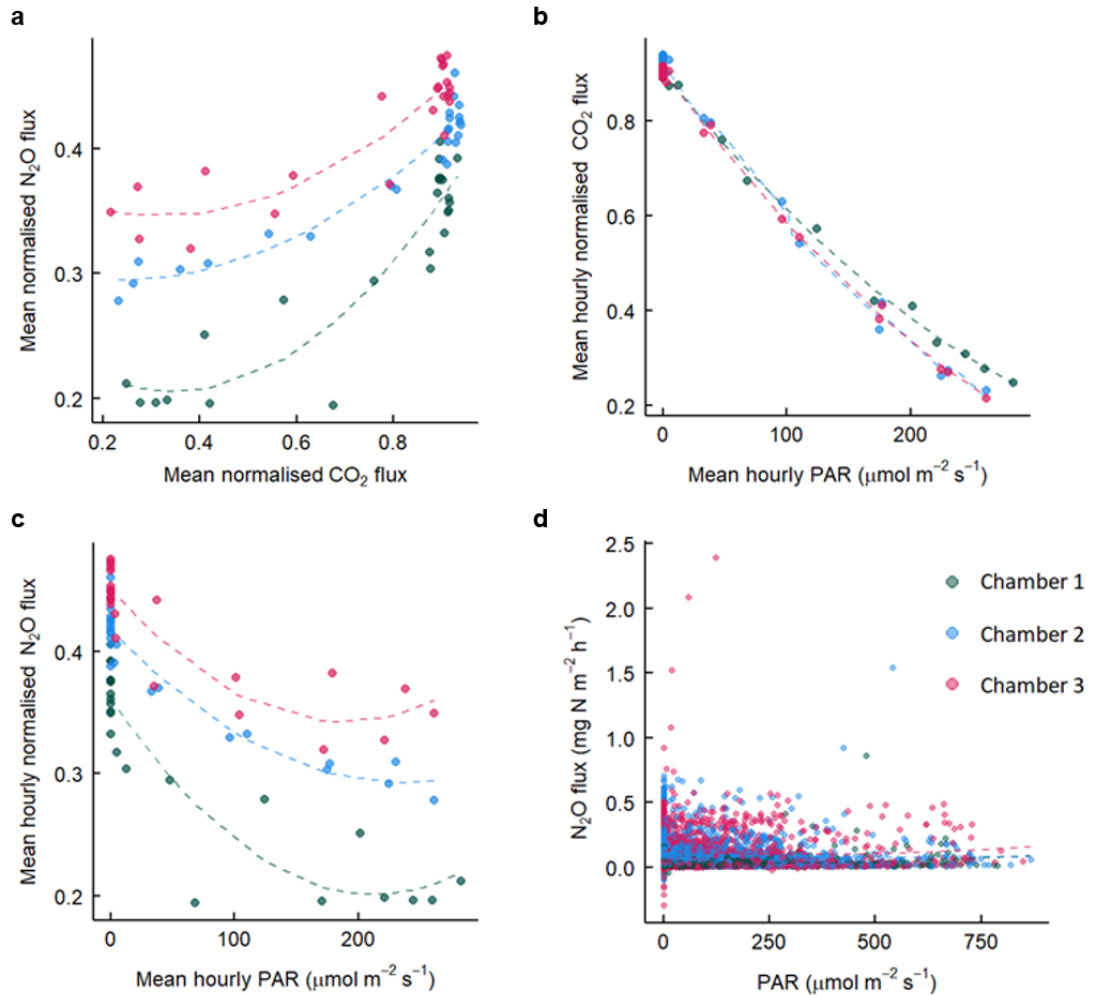 a
Mean normalised N₂O flux
0.4
0.3
0.2
0.2 0.4 0.6 0.8
Mean normalised CO₂ flux
b
Mean hourly normalised CO₂ flux
0.8
0.6
0.4
0.2
0 100 200
Mean hourly PAR (μmol m⁻² s⁻¹)
c
Mean hourly normalised N₂O flux
0.4
0.3
0.2
0 100 200
Mean hourly PAR (μmol m⁻² s⁻¹)
d
N₂O flux (mg N m⁻² h⁻¹)
2.5
2.0
1.5
1.0
0.5
0.0
0 250 500 750
PAR (μmol m⁻² s⁻¹)
Chamber 1
Chamber 2
Chamber 3